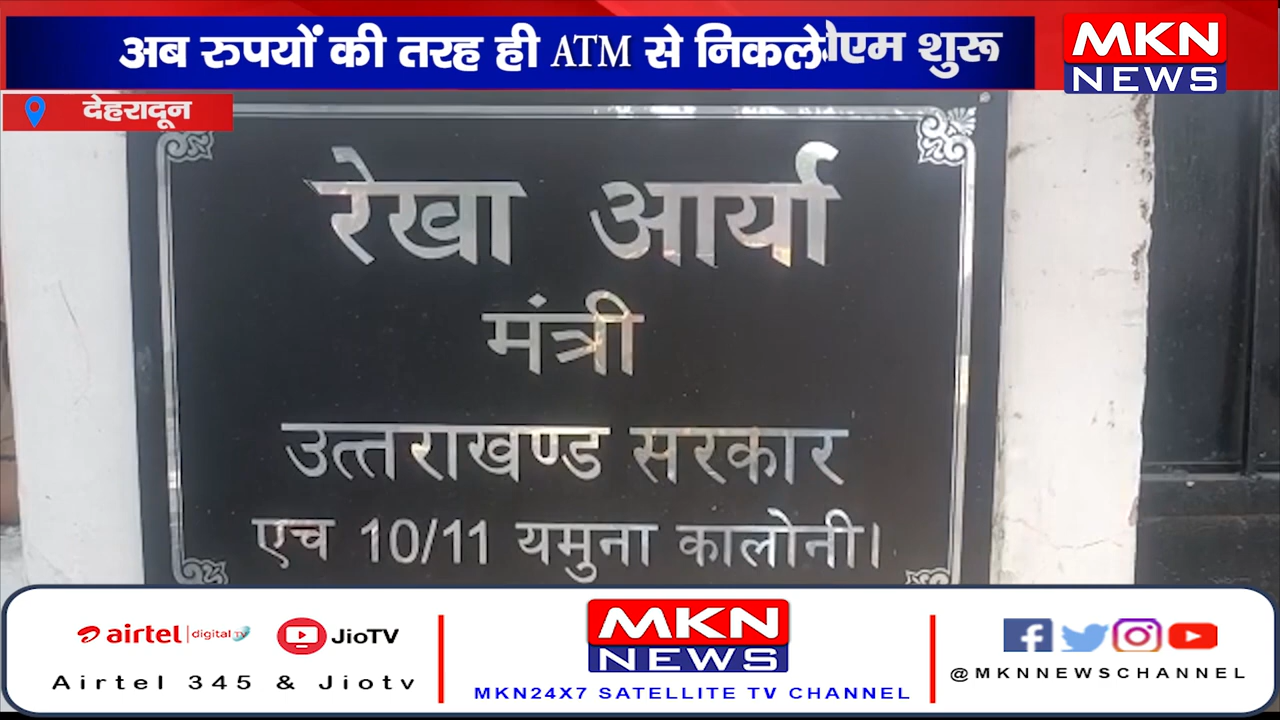 अब रुपयों की तरह ही ATM से निकले
एम शुरू
MKN
NEWS
देहरादून
रेखा आर्या
मंत्री
उत्तराखण्ड सरकार
एच 10/11 यमुना कालोनी।
airtel digital TV
JioTV
Airtel 345 & Jiotv
MKN
NEWS
MKN24X7 SATELLITE TV CHANNEL
@MKNNEWSCHANNEL